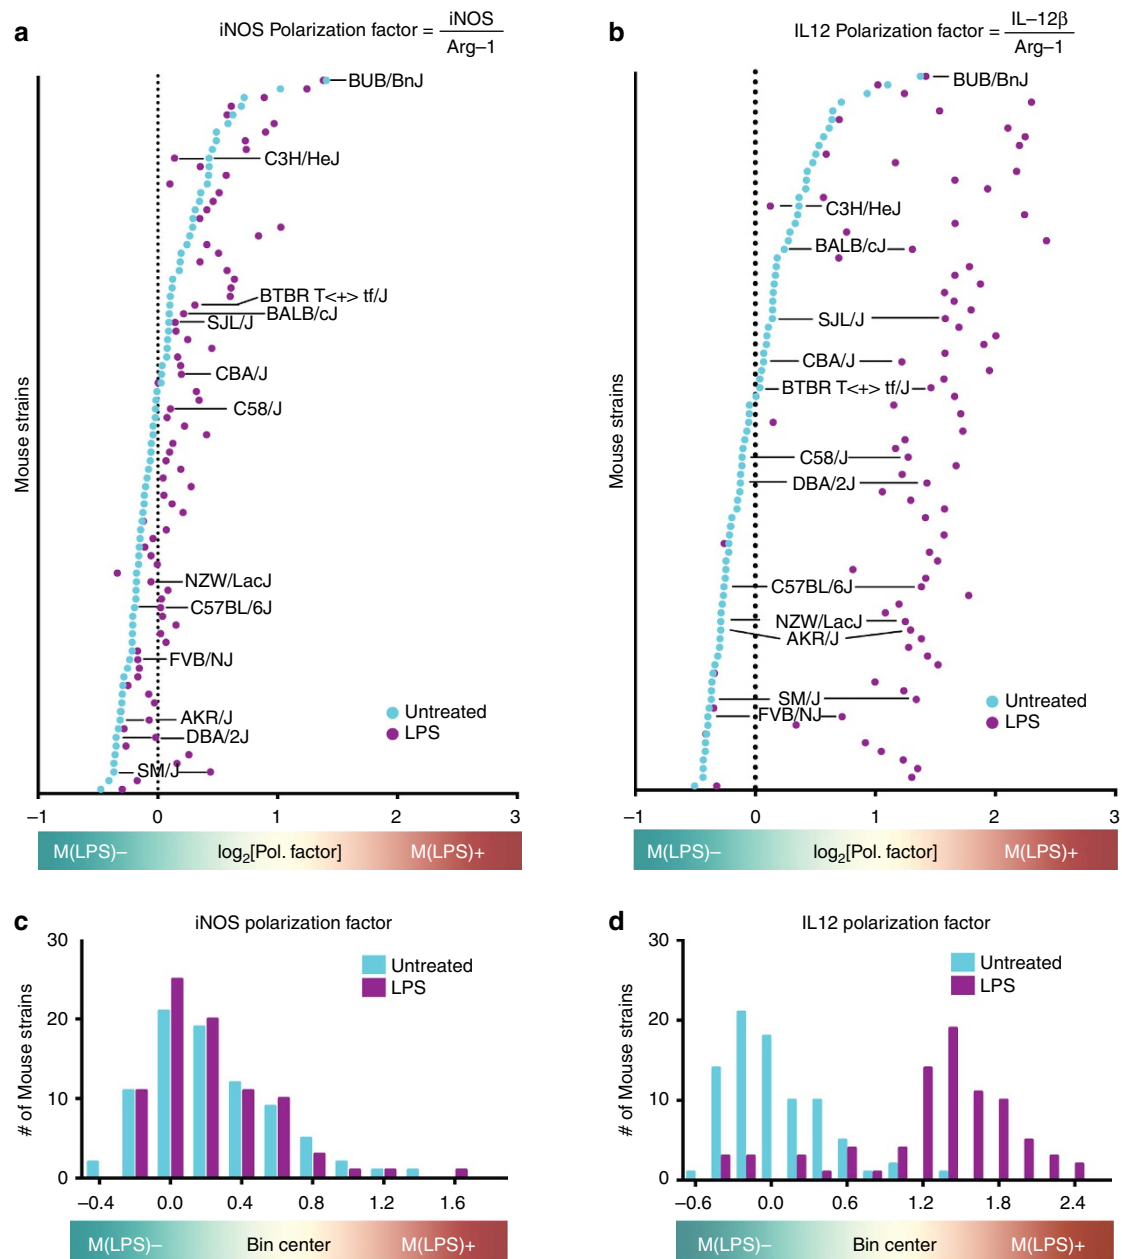 a
iNOS Polarization factor = iNOS
Arg–1
BUB/BnJ
C3H/HeJ
BTBR T<+> tf/J
BALB/cJ
SJL/J
CBA/J
C58/J
NZW/LacJ
C57BL/6J
FVB/NJ
AKR/J
DBA/2J
SM/J
Untreated
LPS
Mouse strains
–1 0 1 2 3
M(LPS)– log2[Pol. factor] M(LPS)+
b
IL12 Polarization factor = IL–12β
Arg–1
BUB/BnJ
C3H/HeJ
BALB/cJ
SJL/J
CBA/J
BTBR T<+> tf/J
C58/J
DBA/2J
C57BL/6J
NZW/LacJ
AKR/J
SM/J
FVB/NJ
Untreated
LPS
Mouse strains
–1 0 1 2 3
M(LPS)– log2[Pol. factor] M(LPS)+
c
iNOS polarization factor
30
20
10
0
# of Mouse strains
Untreated
LPS
–0.4 0.0 0.4 0.8 1.2 1.6
M(LPS)– Bin center M(LPS)+
d
IL12 polarization factor
30
20
10
0
# of Mouse strains
Untreated
LPS
–0.6 0.0 0.6 1.2 1.8 2.4
M(LPS)– Bin center M(LPS)+